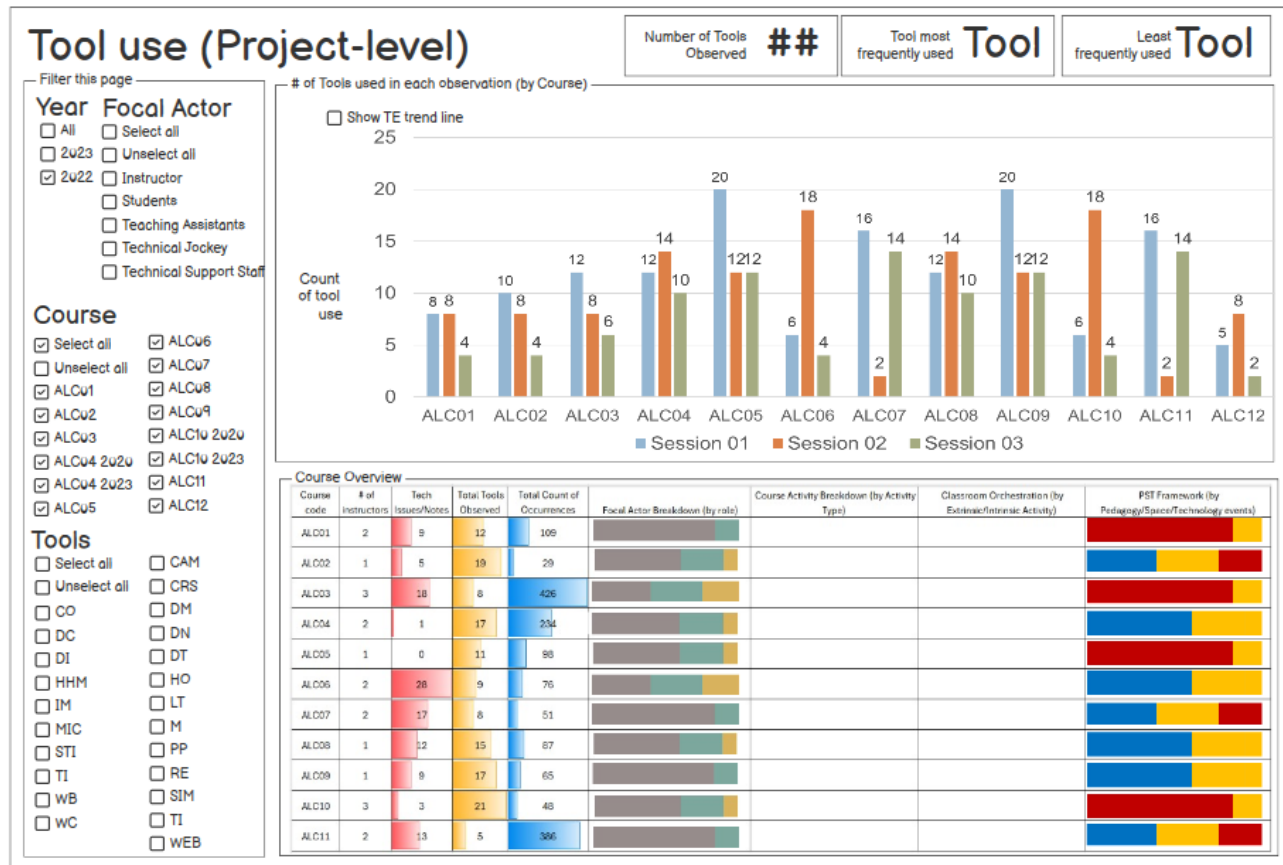 Tool use (Project-level)
Number of Tools Observed ##
Tool most frequently used Tool
Least frequently used Tool
Filter this page
Year
All
2023
2022
Focal Actor
Select all
Unselect all
Instructor
Students
Teaching Assistants
Technical Jockey
Technical Support Staff
Course
Select all
Unselect all
ALC01
ALC02
ALC03
ALC04 2020
ALC04 2023
ALC05
ALC06
ALC07
ALC08
ALC09
ALC10 2020
ALC10 2023
ALC11
ALC12
Tools
Select all
Unselect all
CO
DC
DI
HHM
IM
MIC
STI
TI
WB
WC
CAM
CRS
DM
DN
DT
HO
LT
M
PP
RE
SIM
TI
WEB
# of Tools used in each observation (by Course)
Show TE trend line
Count of tool use
25
20
15
10
5
0
8 8 4
10 8 4
12 8 6
12 14 10
20 12 12
6 18 4
16 2 14
12 14 10
20 12 12
6 18 4
16 2 14
5 8 2
ALC01 ALC02 ALC03 ALC04 ALC05 ALC06 ALC07 ALC08 ALC09 ALC10 ALC11 ALC12
Session 01 Session 02 Session 03
Course Overview
Course code # of instructors Tech Issues/Notes Total Tools Observed Total Count of Occurrences Focal Actor Breakdown (by role) Course Activity Breakdown (by Activity Type) Classroom Orchestration (by Extrinsic/Intrinsic Activity) PST Framework (by Pedagogy/Space/Technology events)
ALC01 2 9 12 109
ALC02 1 5 19 29
ALC03 3 18 8 426
ALC04 2 1 17 234
ALC05 1 0 11 98
ALC06 2 28 9 76
ALC07 2 17 8 51
ALC08 1 12 15 87
ALC09 1 9 17 65
ALC10 3 3 21 48
ALC11 2 13 5 386